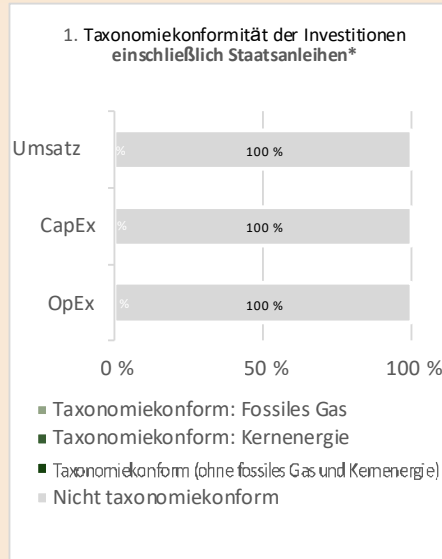 1. Taxonomiekonformität der Investitionen
einschließlich Staatsanleihen*
Umsatz
%
100 %
CapEx
%
100 %
OpEx
%
100 %
0 %
50 %
100 %
Taxonomiekonform: Fossiles Gas
Taxonomiekonform: Kernenergie
Taxonomiekonform (ohne fossiles Gas und Kernenergie)
Nicht taxonomiekonform